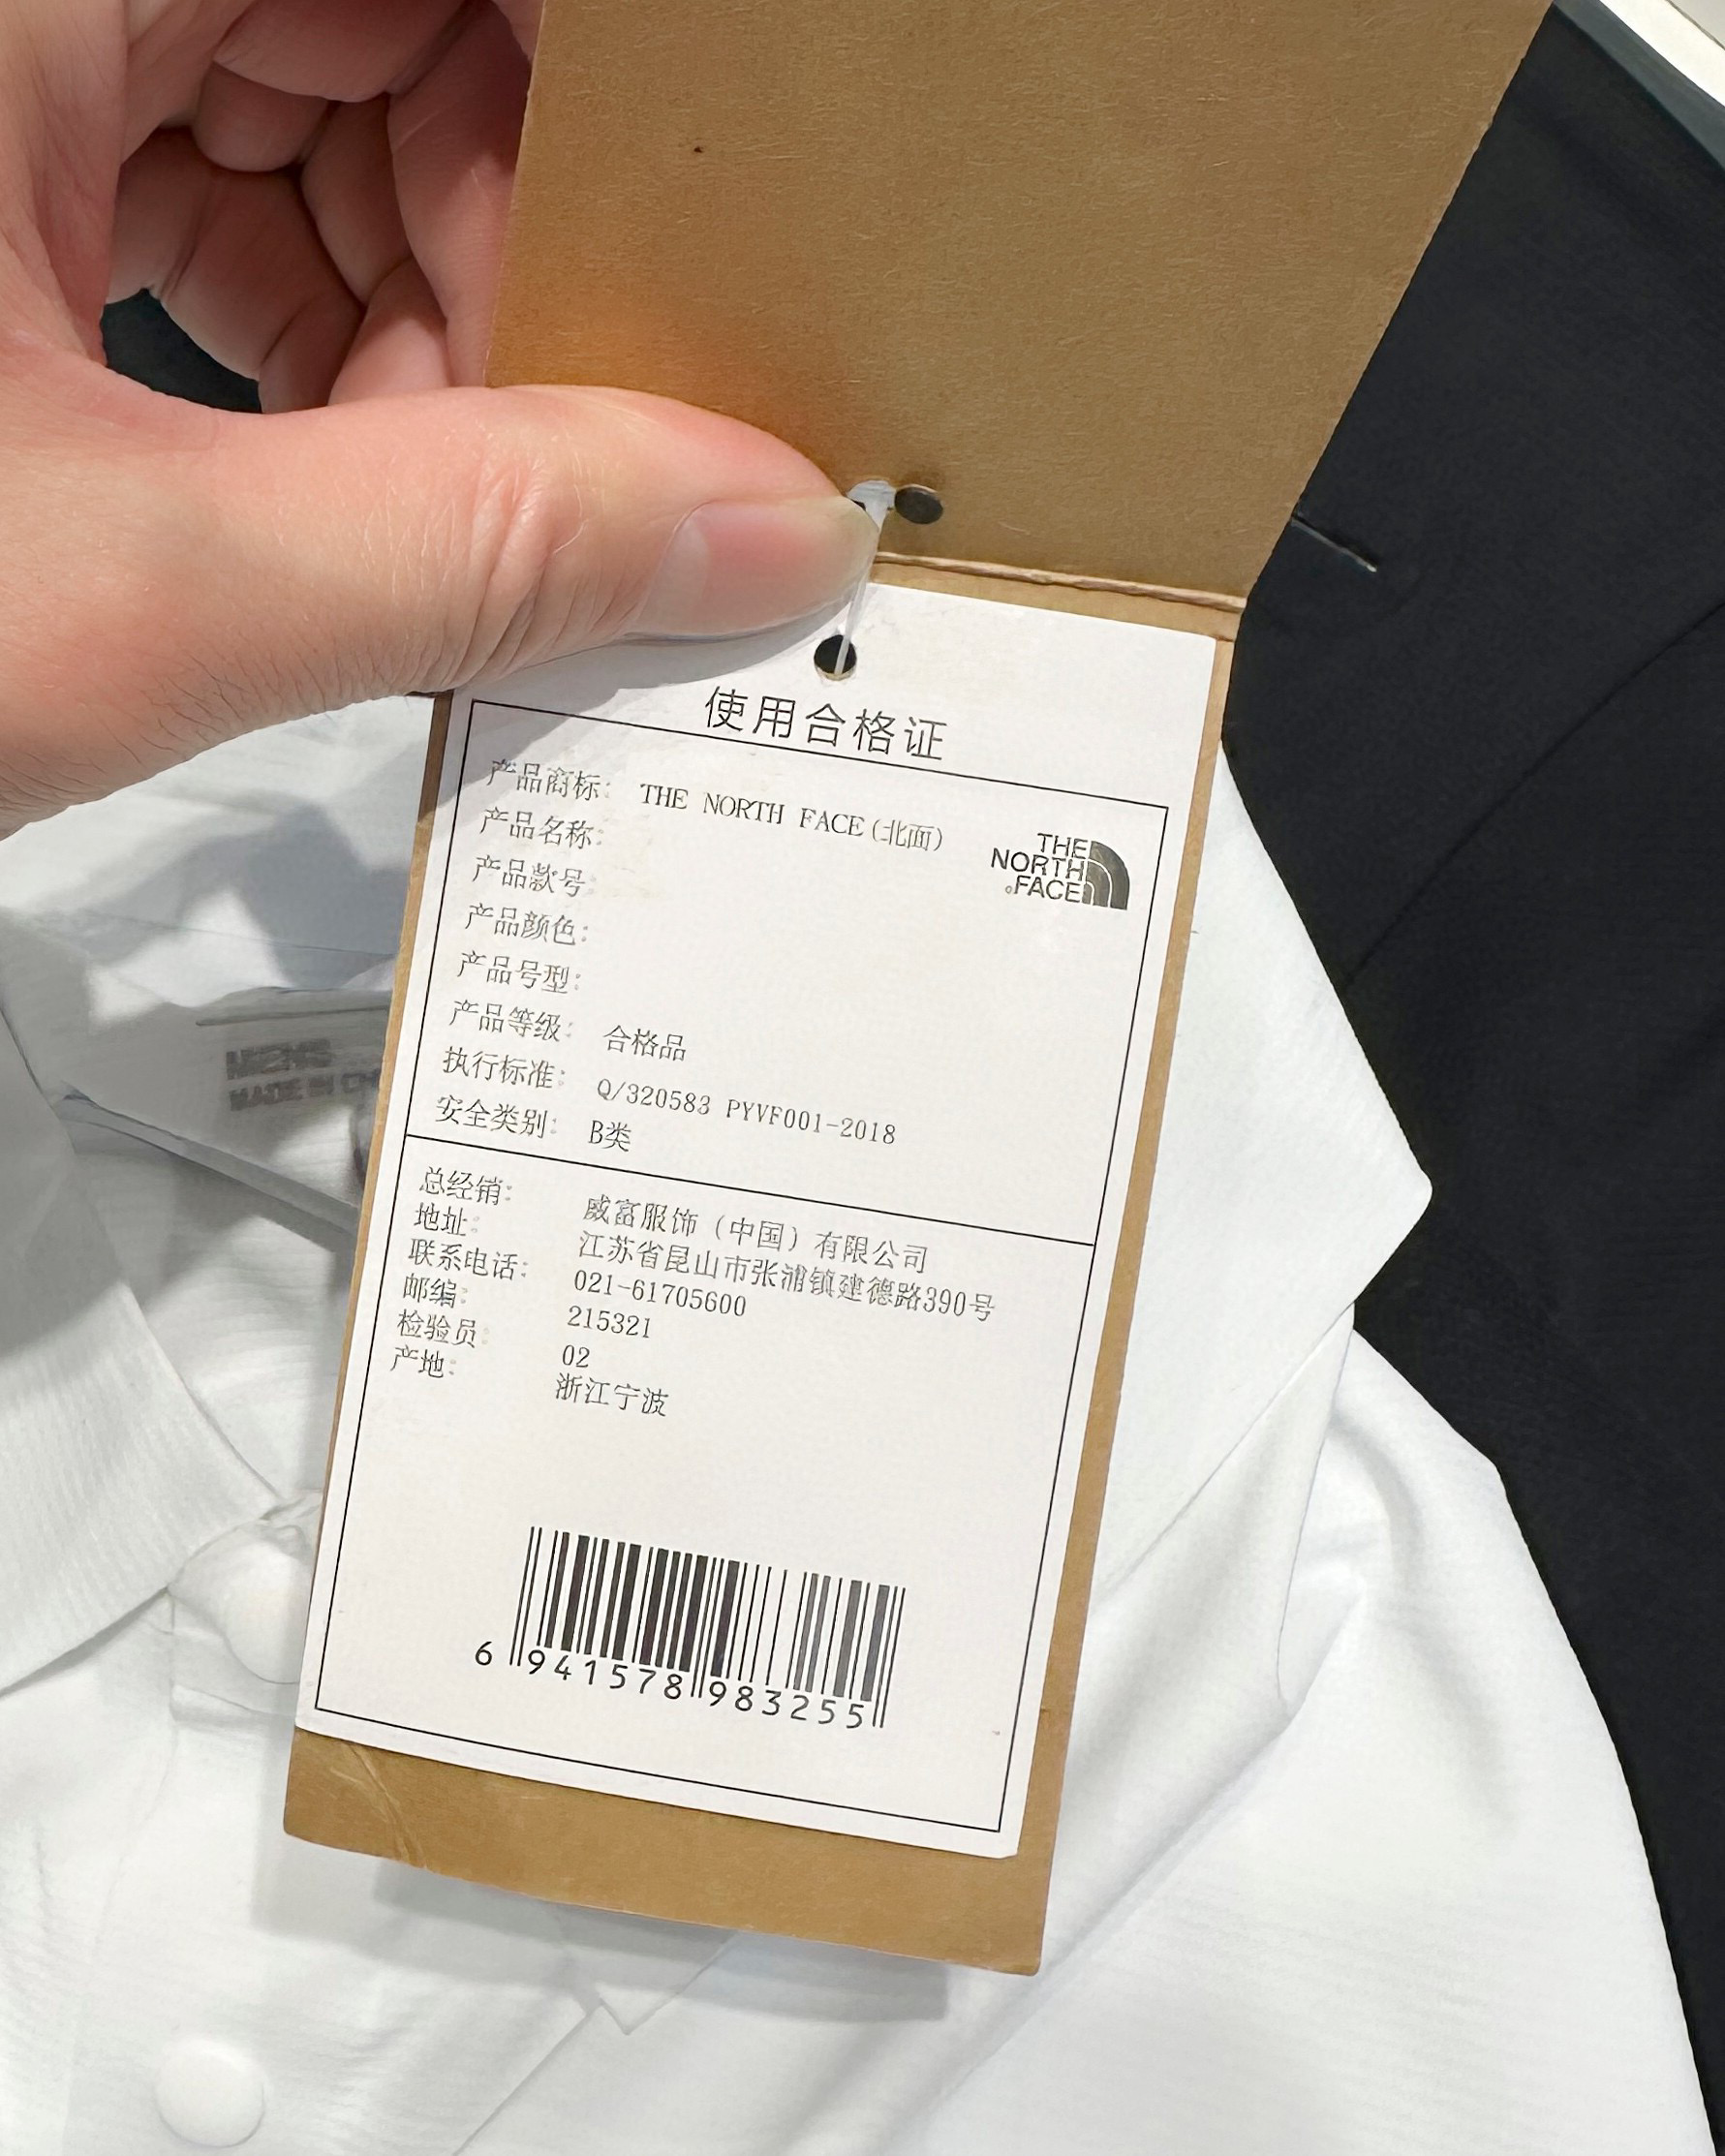 使用合格证
产品商标: THE NORTH FACE(北面)
产品名称:
产品款号:
产品颜色:
产品号型:
产品等级: 合格品
执行标准: Q/320583 PYVF001-2018
安全类别: B类
THE
NORTH
FACE
总经销: 威富服饰（中国）有限公司
地址: 江苏省昆山市张浦镇建德路390号
联系电话: 021-61705600
邮编: 215321
检验员: 02
产地: 浙江宁波
6 941578 983255
MADE IN